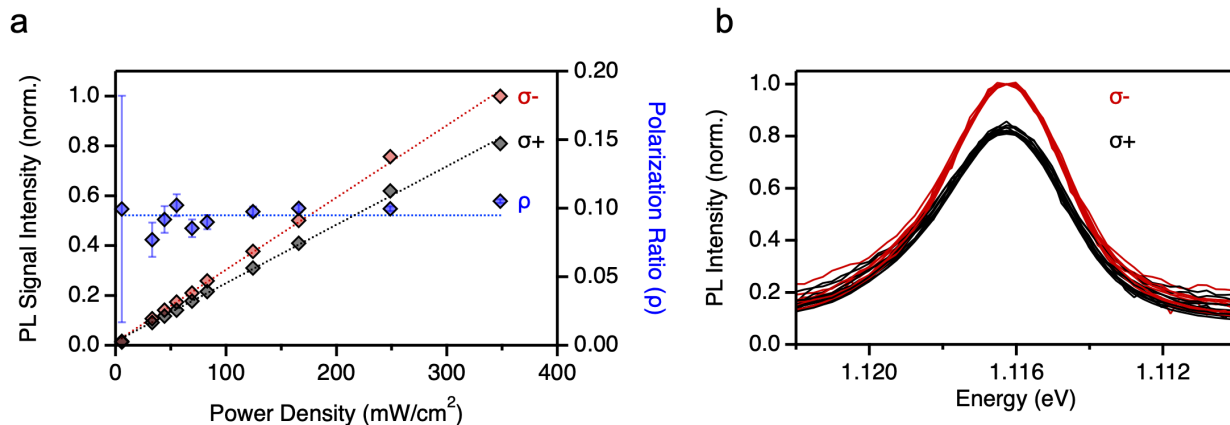 a
PL Signal Intensity (norm.)
1.0
0.8
0.6
0.4
0.2
0.0
0
100
200
300
400
Power Density (mW/cm²)
0.20
0.15
0.10
0.05
0.00
Polarization Ratio (ρ)
σ-
σ+
ρ
b
PL Intensity (norm.)
1.0
0.8
0.6
0.4
0.2
0.0
1.120
1.116
1.112
Energy (eV)
σ-
σ+